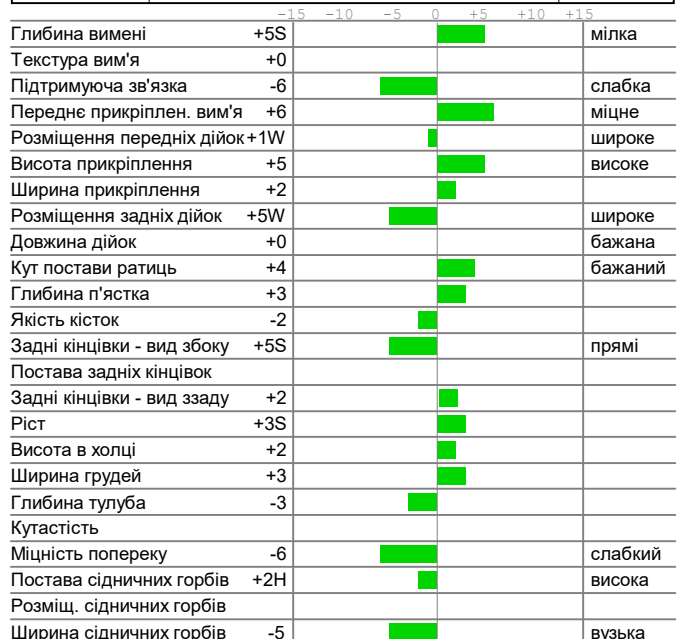 -15 -10 -5 0 +5 +10 +15
Глибина вимені +5S мілка
Текстура вим'я +0
Підтримуюча зв'язка -6 слабка
Переднє прикріплен. вим'я +6 міцне
Розміщення передніх дійок +1W широке
Висота прикріплення +5 високе
Ширина прикріплення +2
Розміщення задніх дійок +5W широке
Довжина дійок +0 бажана
Кут постави ратиць +4 бажаний
Глибина п'ястка +3
Якість кісток -2
Задні кінцівки - вид збоку +5S прямі
Постава задніх кінцівок
Задні кінцівки - вид ззаду +2
Ріст +3S
Висота в холці +2
Ширина грудей +3
Глибина тулуба -3
Кутастість
Міцність попереку -6 слабкий
Постава сідничних горбів +2H висока
Розміщ. сідничних горбів
Ширина сідничних горбів -5 вузька